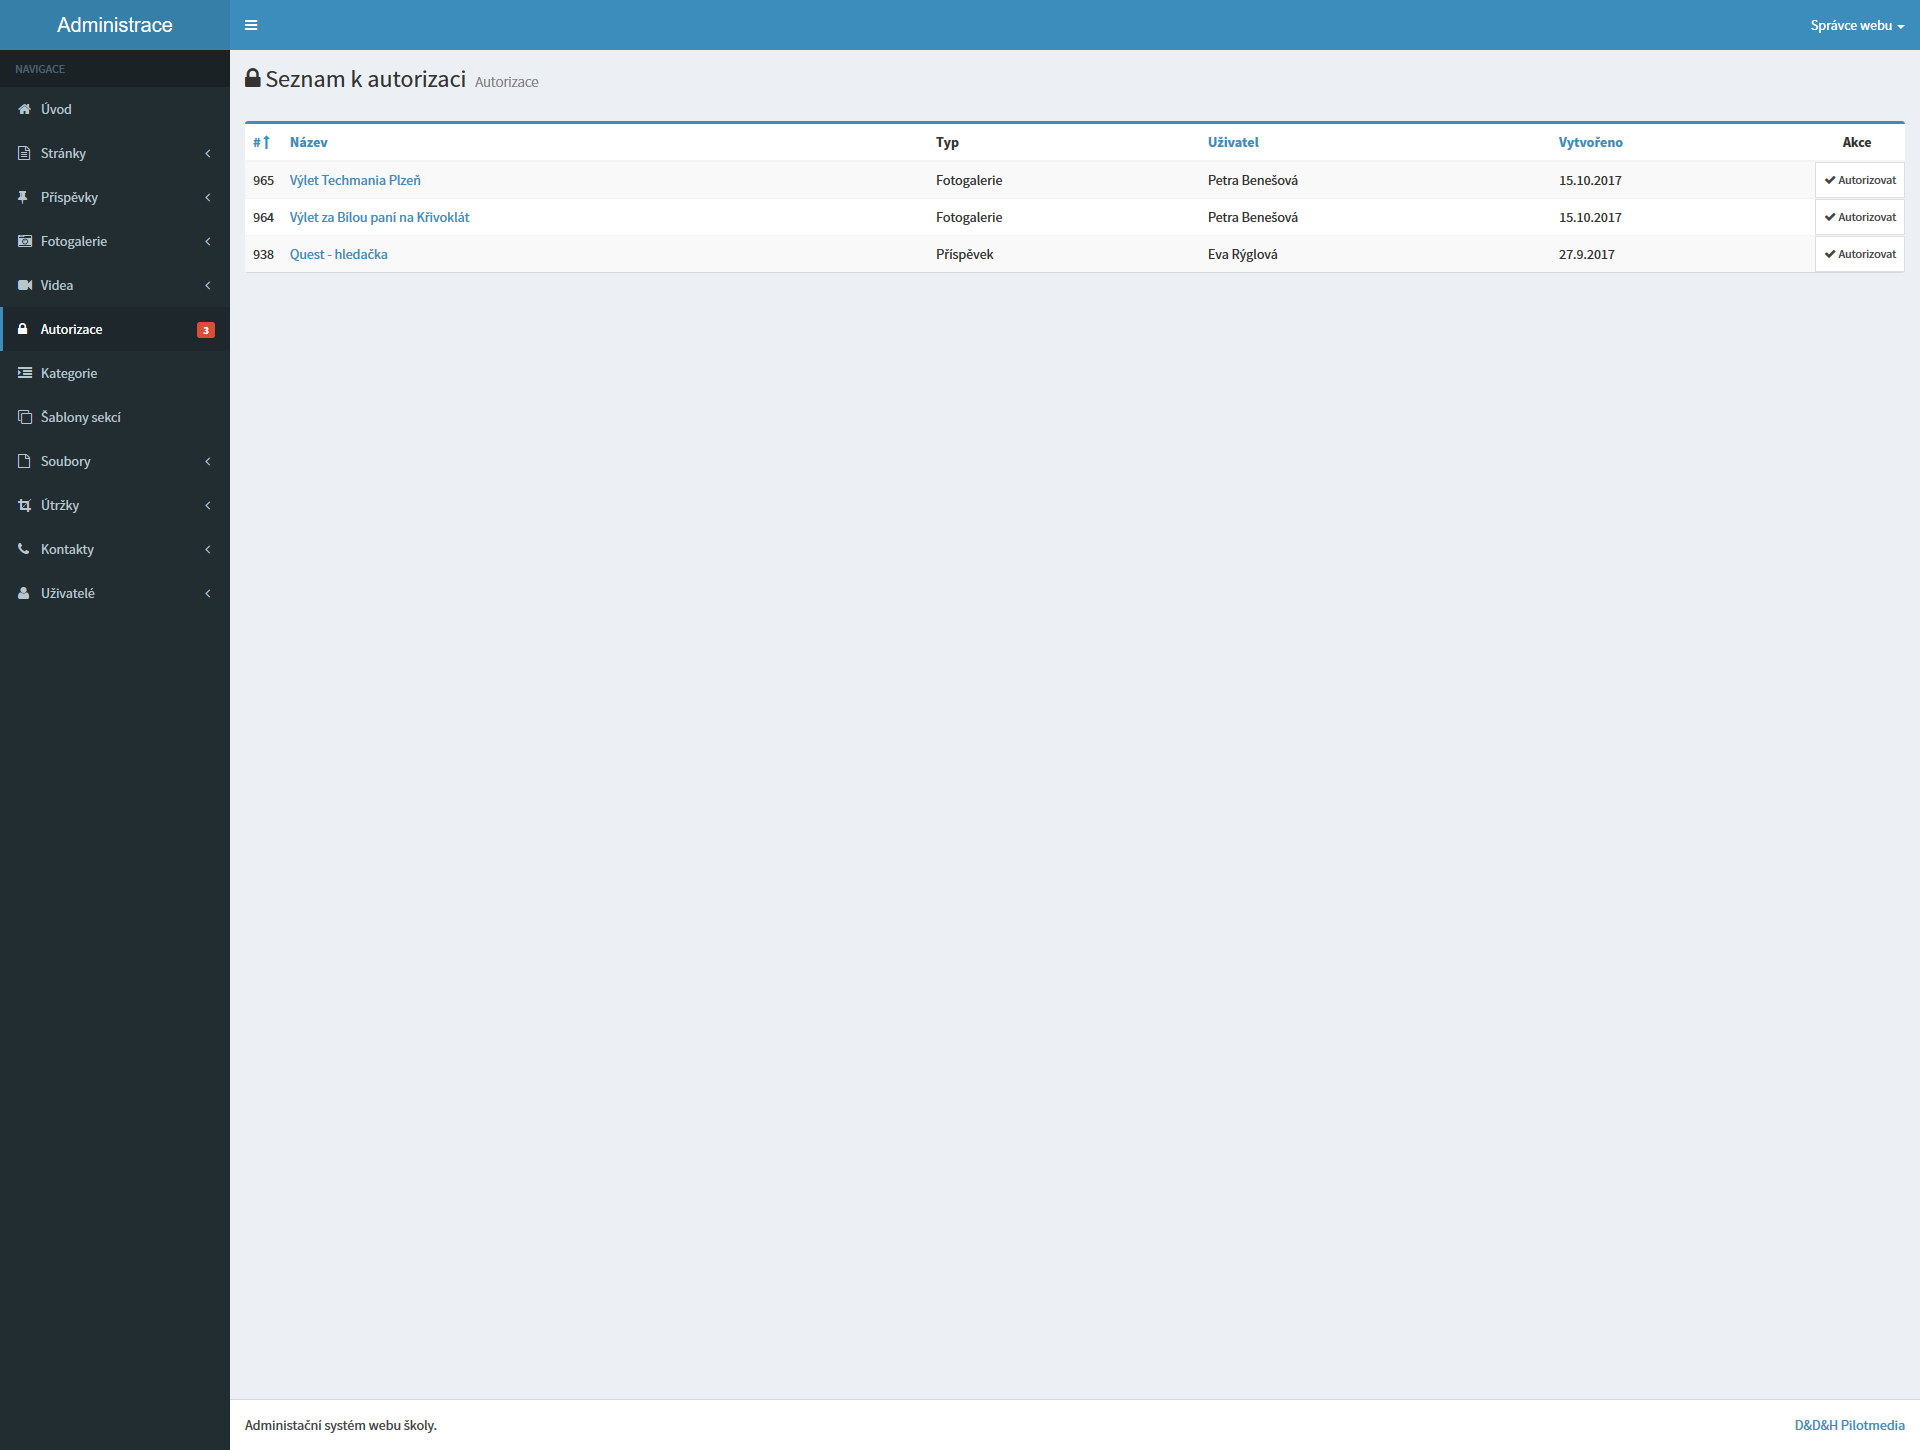 Administrace
Správce webu
NAVIGACE
Úvod
Stránky
Příspěvky
Fotogalerie
Videa
Autorizace 3
Kategorie
Šablony sekcí
Soubory
Útržky
Kontakty
Uživatelé
Seznam k autorizaci Autorizace
# Název Typ Uživatel Vytvořeno Akce
965 Výlet Techmania Plzeň Fotogalerie Petra Benešová 15.10.2017 Autorizovat
964 Výlet za Bílou paní na Křivoklát Fotogalerie Petra Benešová 15.10.2017 Autorizovat
938 Quest - hledačka Příspěvek Eva Rýglová 27.9.2017 Autorizovat
Administační systém webu školy. D&D&H Pilotmedia